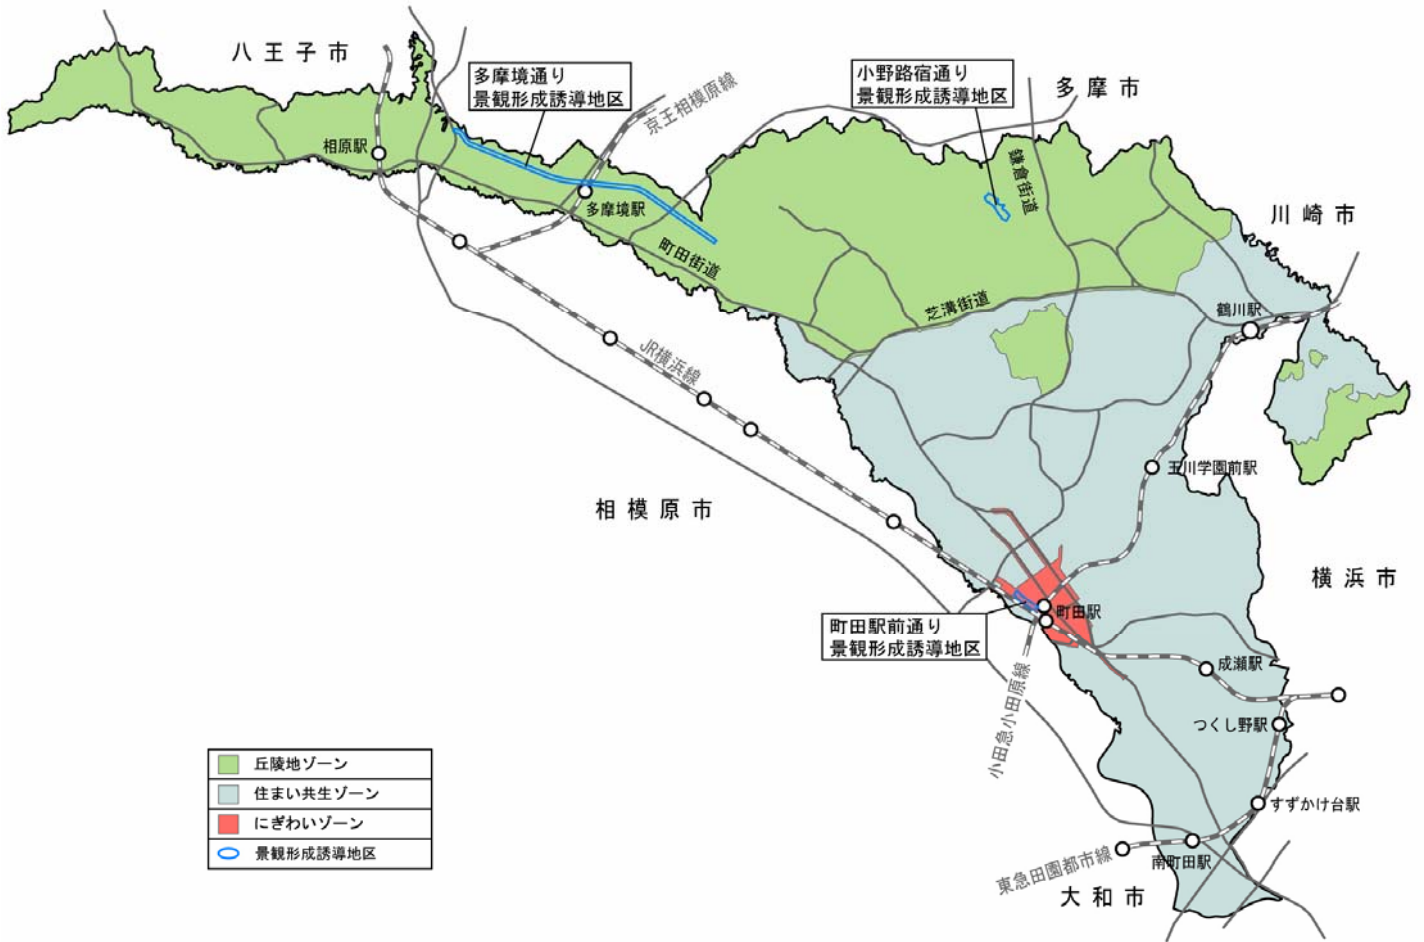 八王子市
多摩境通り
景観形成誘導地区
京王相模原線
小野路宿通り
景観形成誘導地区
多摩市
相原駅
鎌倉街道
多摩境駅
川崎市
町田街道
芝溝街道
鶴川駅
JR横浜線
玉川学園前駅
相模原市
横浜市
町田駅
町田駅前通り
景観形成誘導地区
成瀬駅
小田急小田原線
つくし野駅
丘陵地ゾーン
住まい共生ゾーン
にぎわいゾーン
景観形成誘導地区
すずかけ台駅
東急田園都市線
南町田駅
大和市